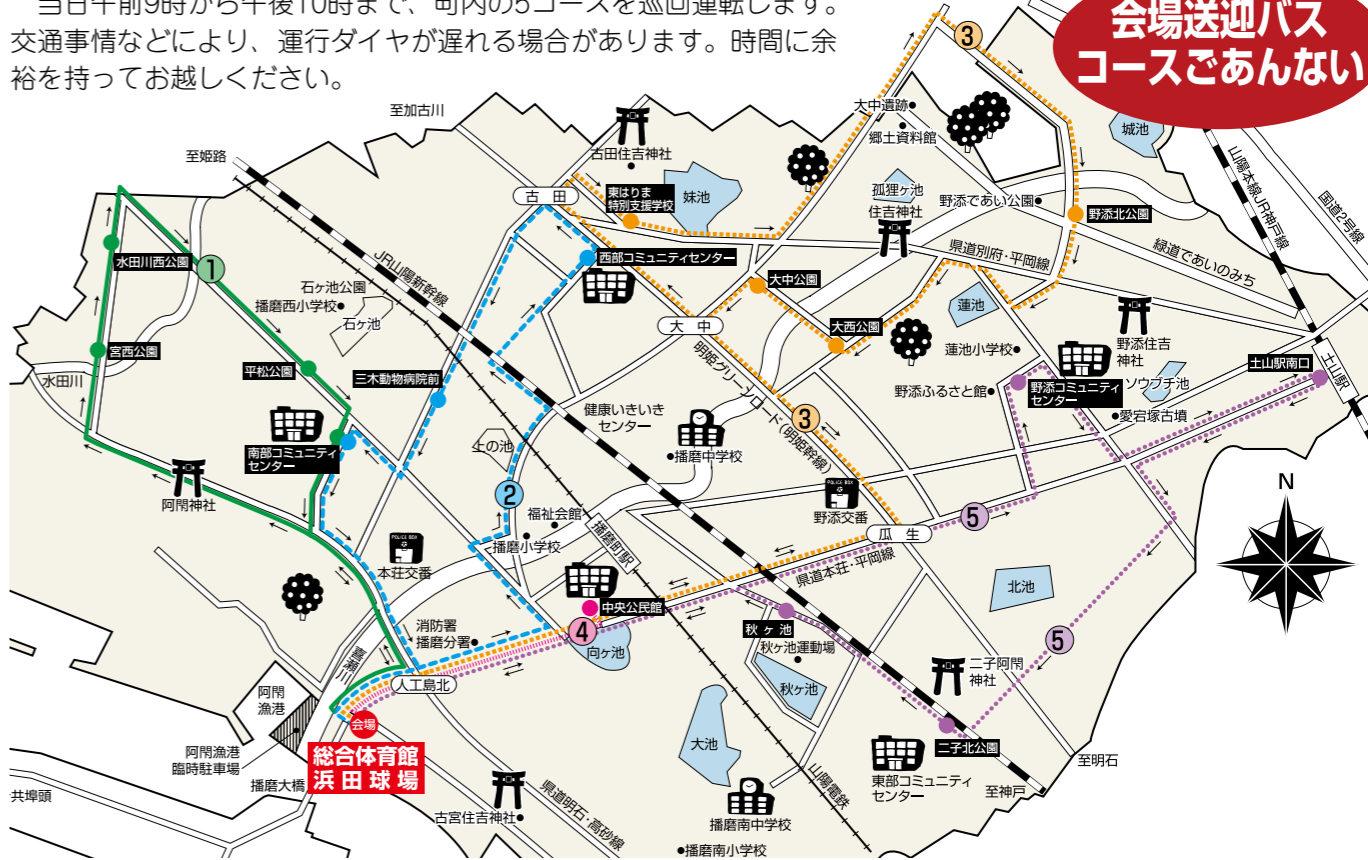 当日午前9時から午後10時まで、町内の5コースを巡回運転します。
交通事情などにより、運行ダイヤが遅れる場合があります。時間に余
裕を持ってお越しください。
会場送迎バス
コースごあんない
③
至加古川
大中遺跡
郷土資料館
城池
至姫路
古田住吉神社
古田
東はりま
特別支援学校
妹池
狐狸ヶ池
住吉神社
野添であい公園
野添北公園
山陽本線JR神戸線
国道2号線
水田川西公園
①
石ヶ池公園
播磨西小学校
石ヶ池
JR山陽新幹線
西部コミュニティセンター
大中公園
県道別府・平岡線
緑道であいのみち
大中
大西公園
蓮池
蓮池小学校
野添住吉
神社
宮西公園
水田川
平松公園
三木動物病院前
明姫グリーンロード(明姫幹線)
野添ふるさと館
野添コミュニティ
センター
ソウブチ池
愛宕塚古墳
土山駅南口
土山駅
南部コミュニティ
センター
健康いきいき
センター
上の池
播磨中学校
③
阿閇神社
②
福祉会館
播磨小学校
播磨町駅
野添交番
瓜生
⑤
N
本荘交番
県道本荘・平岡線
北池
中央公民館
④
向ヶ池
秋ヶ池
秋ヶ池運動場
秋ヶ池
⑤
消防署
播磨分署
喜瀬川
人工島北
二子阿閇
神社
阿閇
漁港
会場
総合体育館
浜田球場
大池
二子北公園
阿閇漁港
臨時駐車場
播磨大橋
東部コミュニティ
センター
至明石
至神戸
共埠頭
古宮住吉神社
県道明石・高砂線
山陽電鉄
播磨南中学校
播磨南小学校